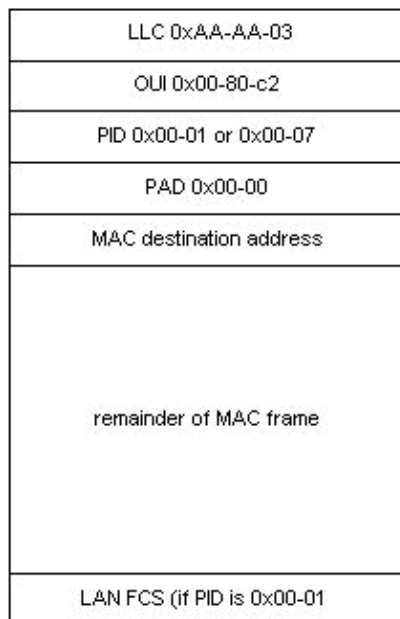 LLC 0xAA-AA-03
OUI 0x00-80-c2
PID 0x00-01 or 0x00-07
PAD 0x00-00
MAC destination address
remainder of MAC frame
LAN FCS (if PID is 0x00-01